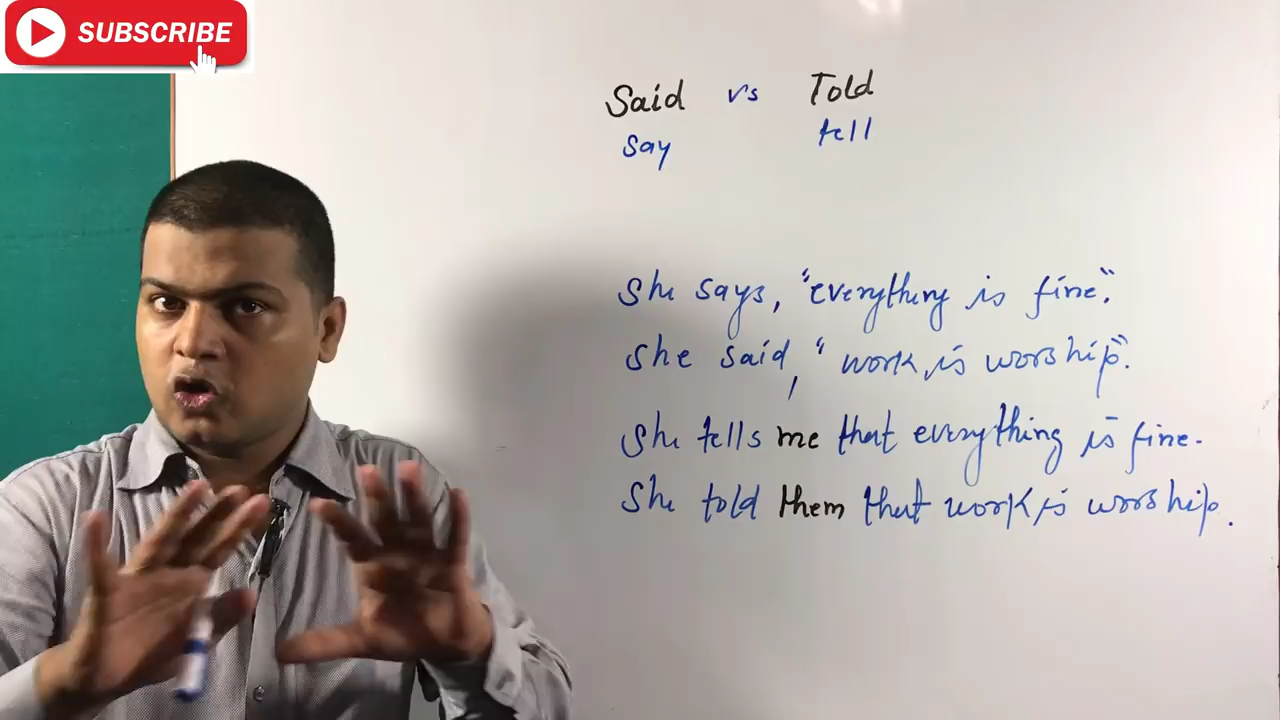 SUBSCRIBE
Said vs Told
say tell
She says, "everything is fine".
She said, "work is worship".
She tells me that everything is fine.
She told them that work is worship.